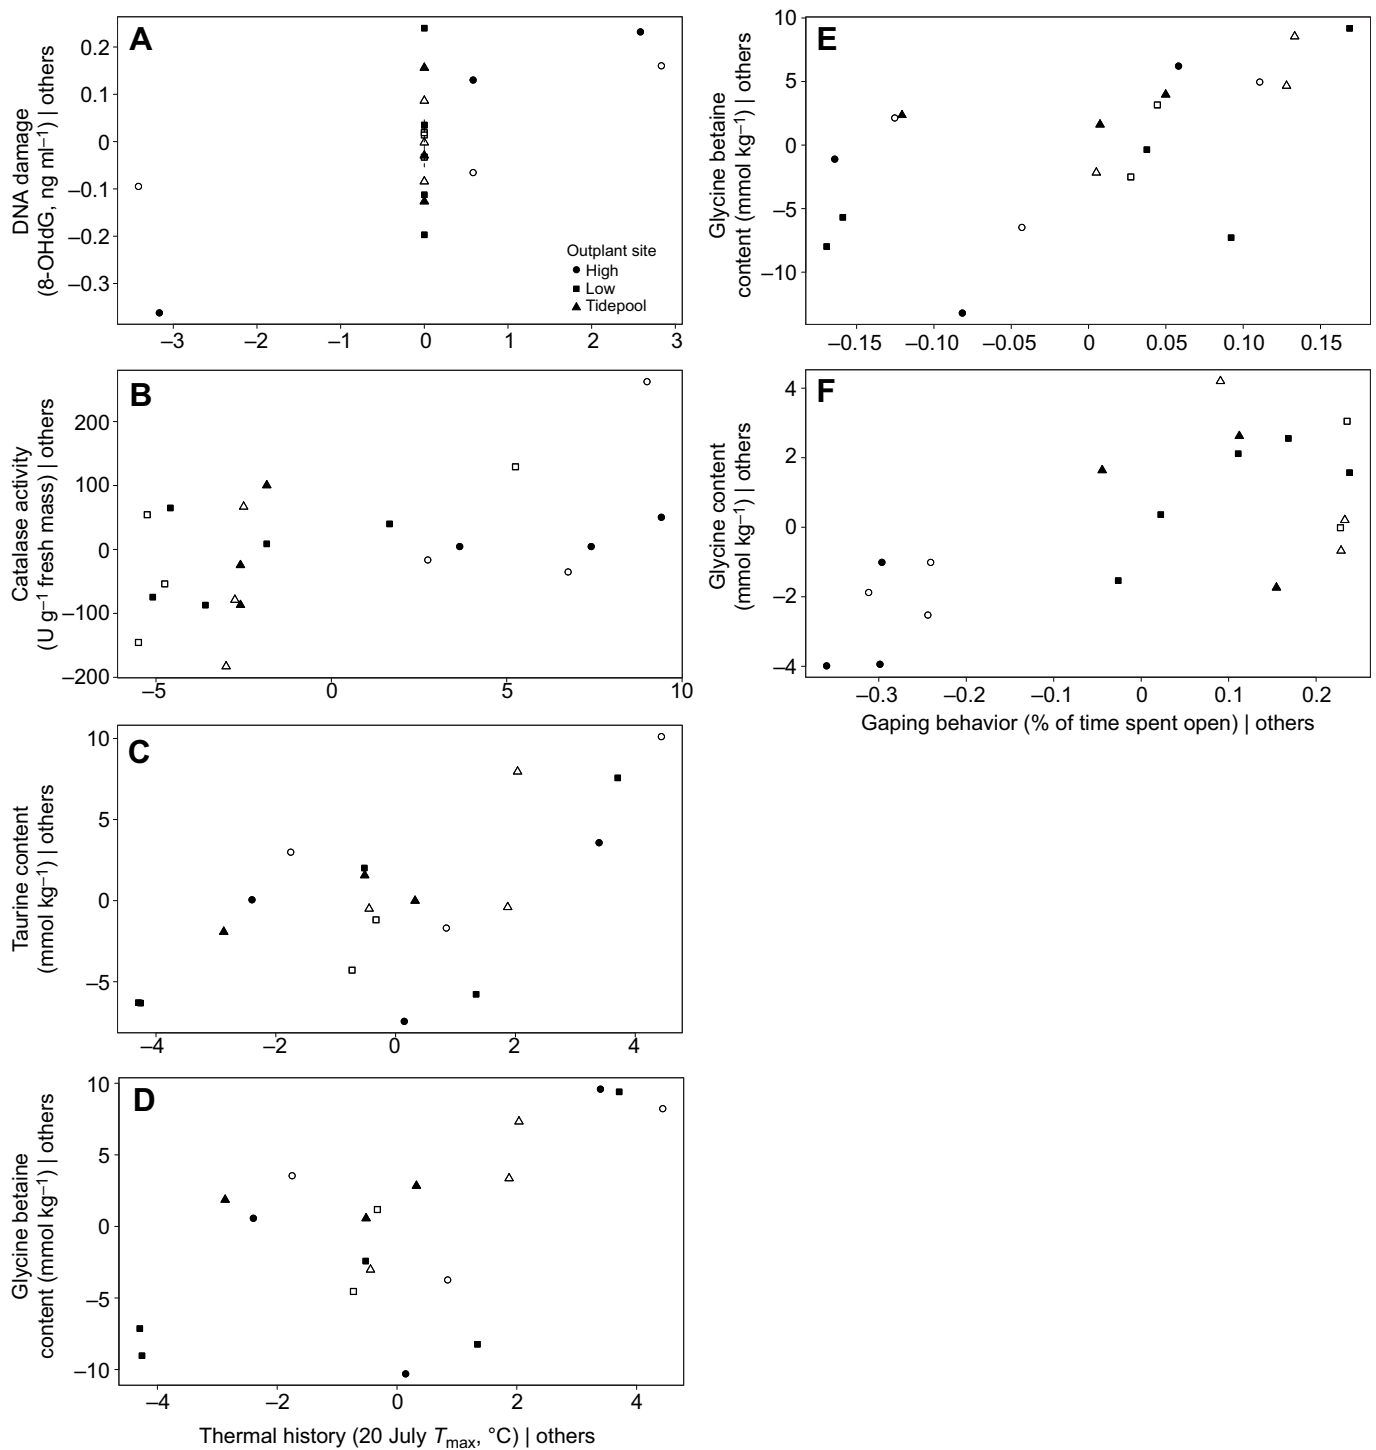 A
DNA damage
(8-OHdG, ng ml–1) | others
0.2
0.1
0
–0.1
–0.2
–0.3
–3
–2
–1
0
1
2
3
Outplant site
High
Low
Tidepool
B
Catalase activity
(U g–1 fresh mass) | others
200
100
0
–100
–200
–5
0
5
10
C
Taurine content
(mmol kg–1) | others
10
5
0
–5
–4
–2
0
2
4
D
Glycine betaine
content (mmol kg–1) | others
10
5
0
–5
–10
–4
–2
0
2
4
Thermal history (20 July Tmax, °C) | others
E
Glycine betaine
content (mmol kg–1) | others
10
5
0
–5
–10
–0.15
–0.10
–0.05
0
0.05
0.10
0.15
F
Glycine content
(mmol kg–1) | others
4
2
0
–2
–4
–0.3
–0.2
–0.1
0
0.1
0.2
Gaping behavior (% of time spent open) | others